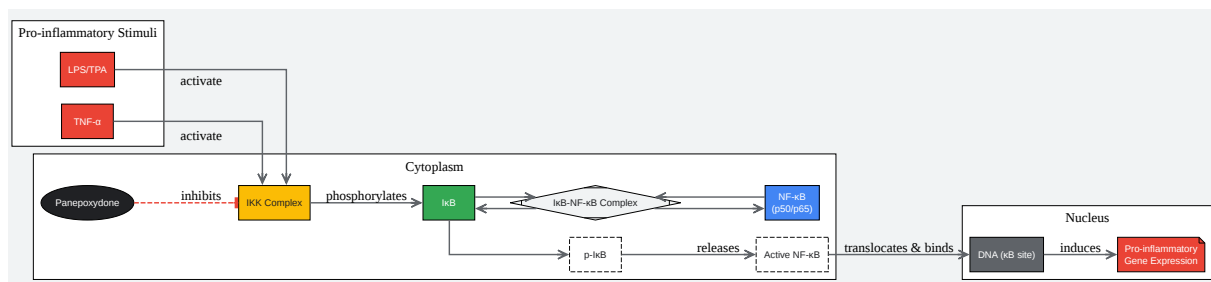 Pro-inflammatory Stimuli
LPS/TPA
activate
TNF-α
activate
Cytoplasm
Panepoxydone
inhibits
IKK Complex
phosphorylates
IκB
IκB-NF-κB Complex
NF-κB
(p50/p65)
p-IκB
releases
Active NF-κB
translocates & binds
Nucleus
DNA (κB site)
induces
Pro-inflammatory
Gene Expression